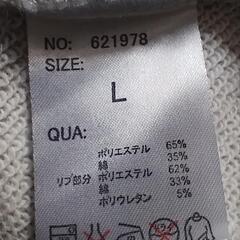 NO: 621978
SIZE:
L
QUA:
ポリエステル 65%
綿 35%
リブ部分 ポリエステル 62%
綿 33%
ポリウレタン 5%